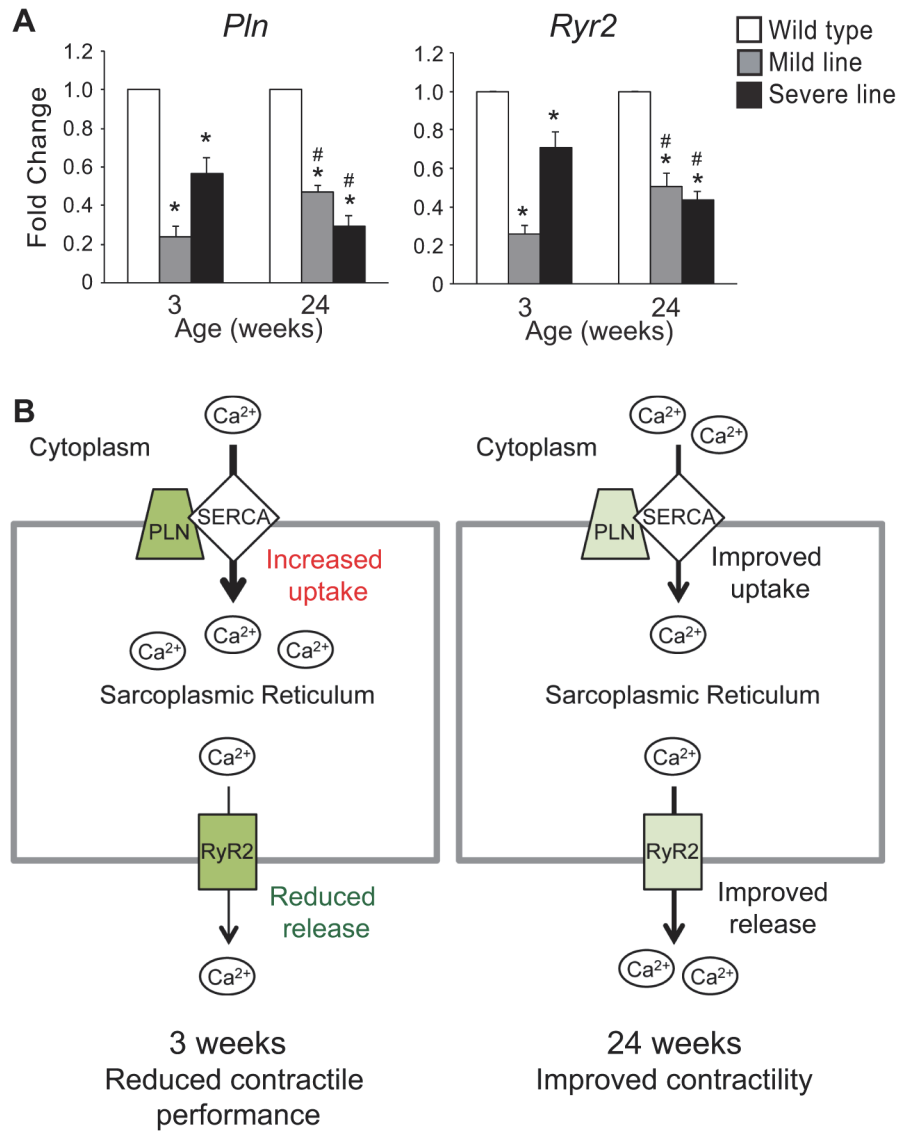 A
Pln
Ryr2
Wild type
Mild line
Severe line
Fold Change
1.2
1.0
0.8
0.6
0.4
0.2
0
*
*
#
*
#
*
3
24
Age (weeks)
1.2
1.0
0.8
0.6
0.4
0.2
0
*
*
#
*
#
*
3
24
Age (weeks)
B
Ca²⁺
Cytoplasm
PLN
SERCA
Increased
uptake
Ca²⁺
Ca²⁺
Ca²⁺
Sarcoplasmic Reticulum
Ca²⁺
RyR2
Reduced
release
Ca²⁺
3 weeks
Reduced contractile
performance
Ca²⁺
Ca²⁺
Cytoplasm
PLN
SERCA
Improved
uptake
Ca²⁺
Sarcoplasmic Reticulum
Ca²⁺
RyR2
Improved
release
Ca²⁺
Ca²⁺
24 weeks
Improved contractility